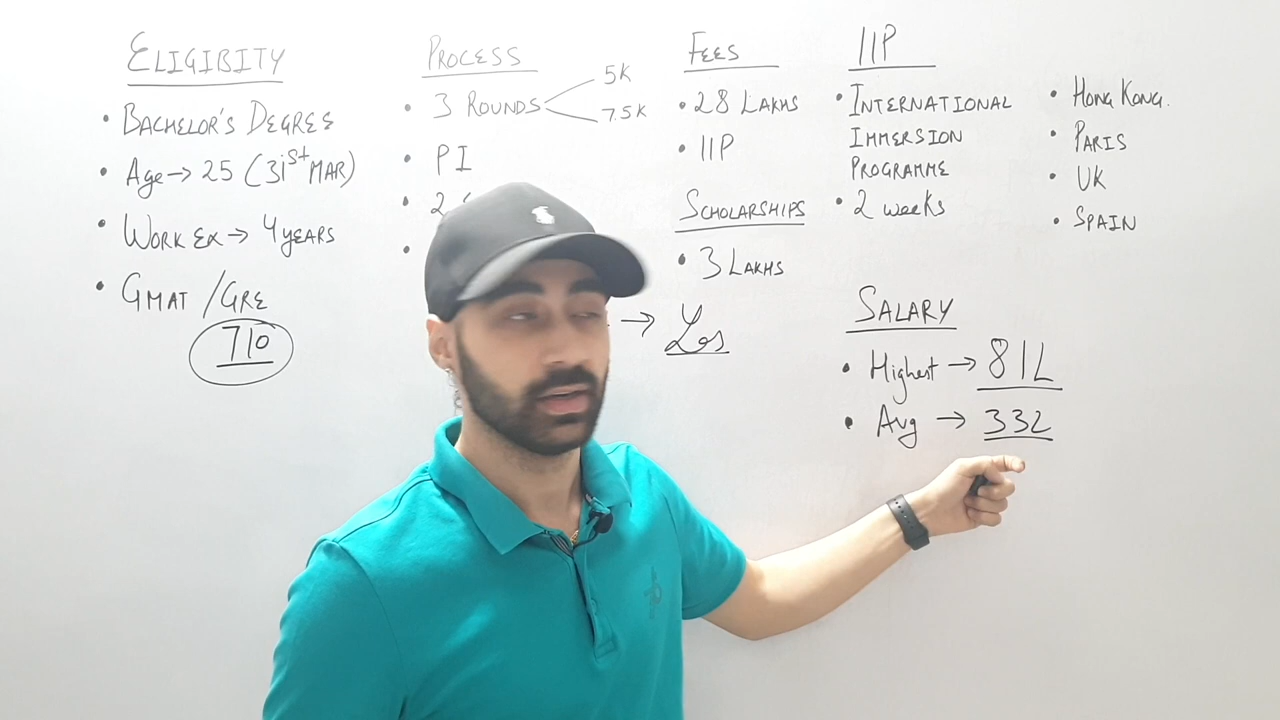 ELIGIBITY
• BACHELOR'S DEGREE
• Age → 25 (31st MAR)
• WORK Ex → 4 YEARS
• GMAT / GRE
710
PROCESS
• 3 ROUNDS
5K
7.5K
• PI
• 2
•
FEES
• 28 LAKHS
• IIP
SCHOLARSHIPS
• 3 LAKHS
→ Yes
IIP
• INTERNATIONAL
IMMERSION
PROGRAMME
• 2 weeks
• HONG KONG.
• PARIS
• UK
• SPAIN
SALARY
• Highest → 81L
• Avg → 33L